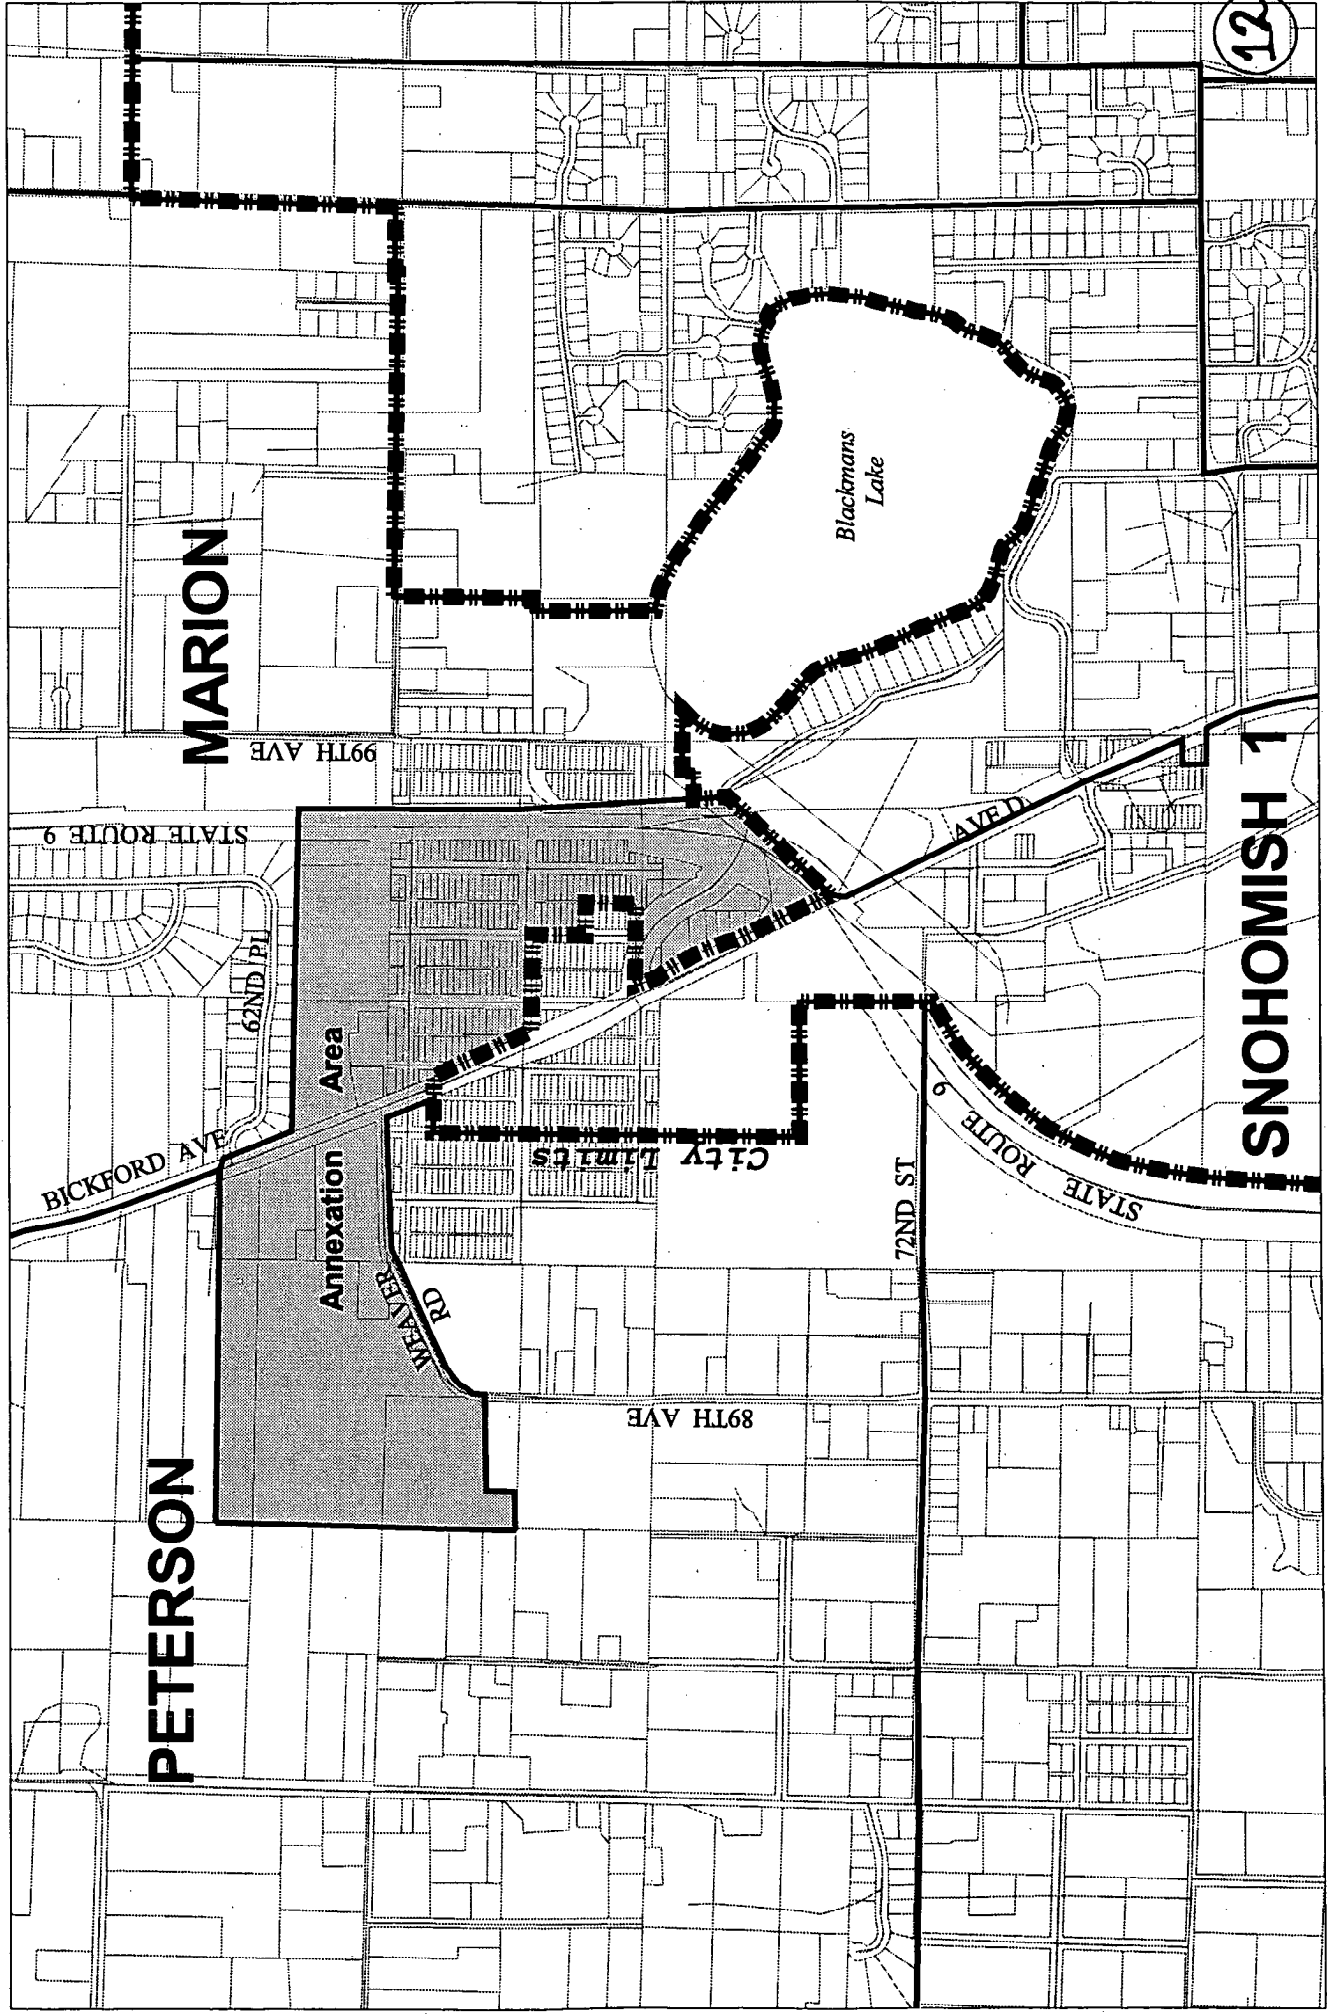 PETERSON
MARION
SNOHOMISH 1
BICKFORD AVE
62ND PL
STATE ROUTE 9
99TH AVE
Annexation Area
WEAVER
RD
89TH AVE
City Limits
72ND ST
STATE ROUTE 9
AVE D
Blackmans
Lake
12